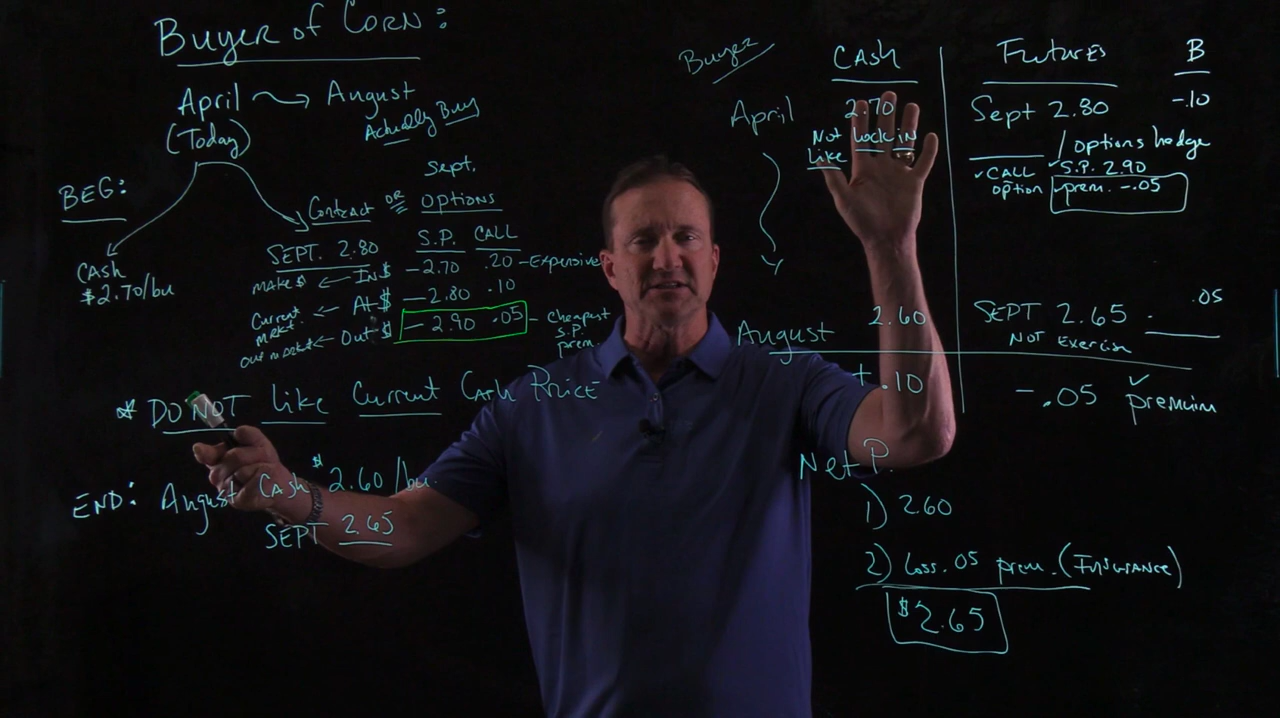 Buyer of Corn:
April → August
(Today)
Actually Buy
BEG:
Cash
$2.70/bu
Sept.
Contract OR Options
S.P. CALL
SEPT. 2.80
Make $ ← In $ - 2.70 .20 - Expensive
Current Mrkt. ← At $ - 2.80 .10
Out Market ← Out $ - 2.90 .05 - cheapest S.P. prem.
* DO NOT Like Current Cash Price
END: August Cash $2.60/bu.
SEPT 2.65
Buyer
Cash Futures B
April 2.70 Sept 2.80 -.10
Not Lock in
Like
/ options hedge
✓CALL option ✓S.P. 2.90
✓prem. -.05
August 2.60 SEPT 2.65 .05
NOT Exercise
+.10 -.05 ✓ premium
Net P.
1) 2.60
2) Loss .05 prem. (Insurance)
$2.65